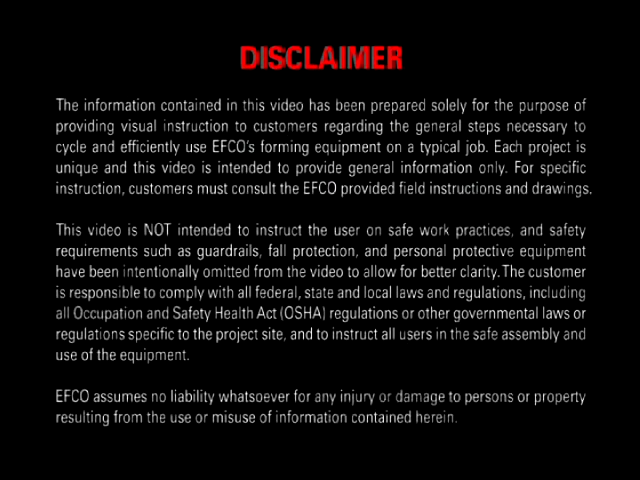 DISCLAIMER
The information contained in this video has been prepared solely for the purpose of
providing visual instruction to customers regarding the general steps necessary to
cycle and efficiently use EFCO's forming equipment on a typical job. Each project is
unique and this video is intended to provide general information only. For specific
instruction, customers must consult the EFCO provided field instructions and drawings.
This video is NOT intended to instruct the user on safe work practices, and safety
requirements such as guardrails, fall protection, and personal protective equipment
have been intentionally omitted from the video to allow for better clarity. The customer
is responsible to comply with all federal, state and local laws and regulations, including
all Occupation and Safety Health Act (OSHA) regulations or other governmental laws or
regulations specific to the project site, and to instruct all users in the safe assembly and
use of the equipment.
EFCO assumes no liability whatsoever for any injury or damage to persons or property
resulting from the use or misuse of information contained herein.